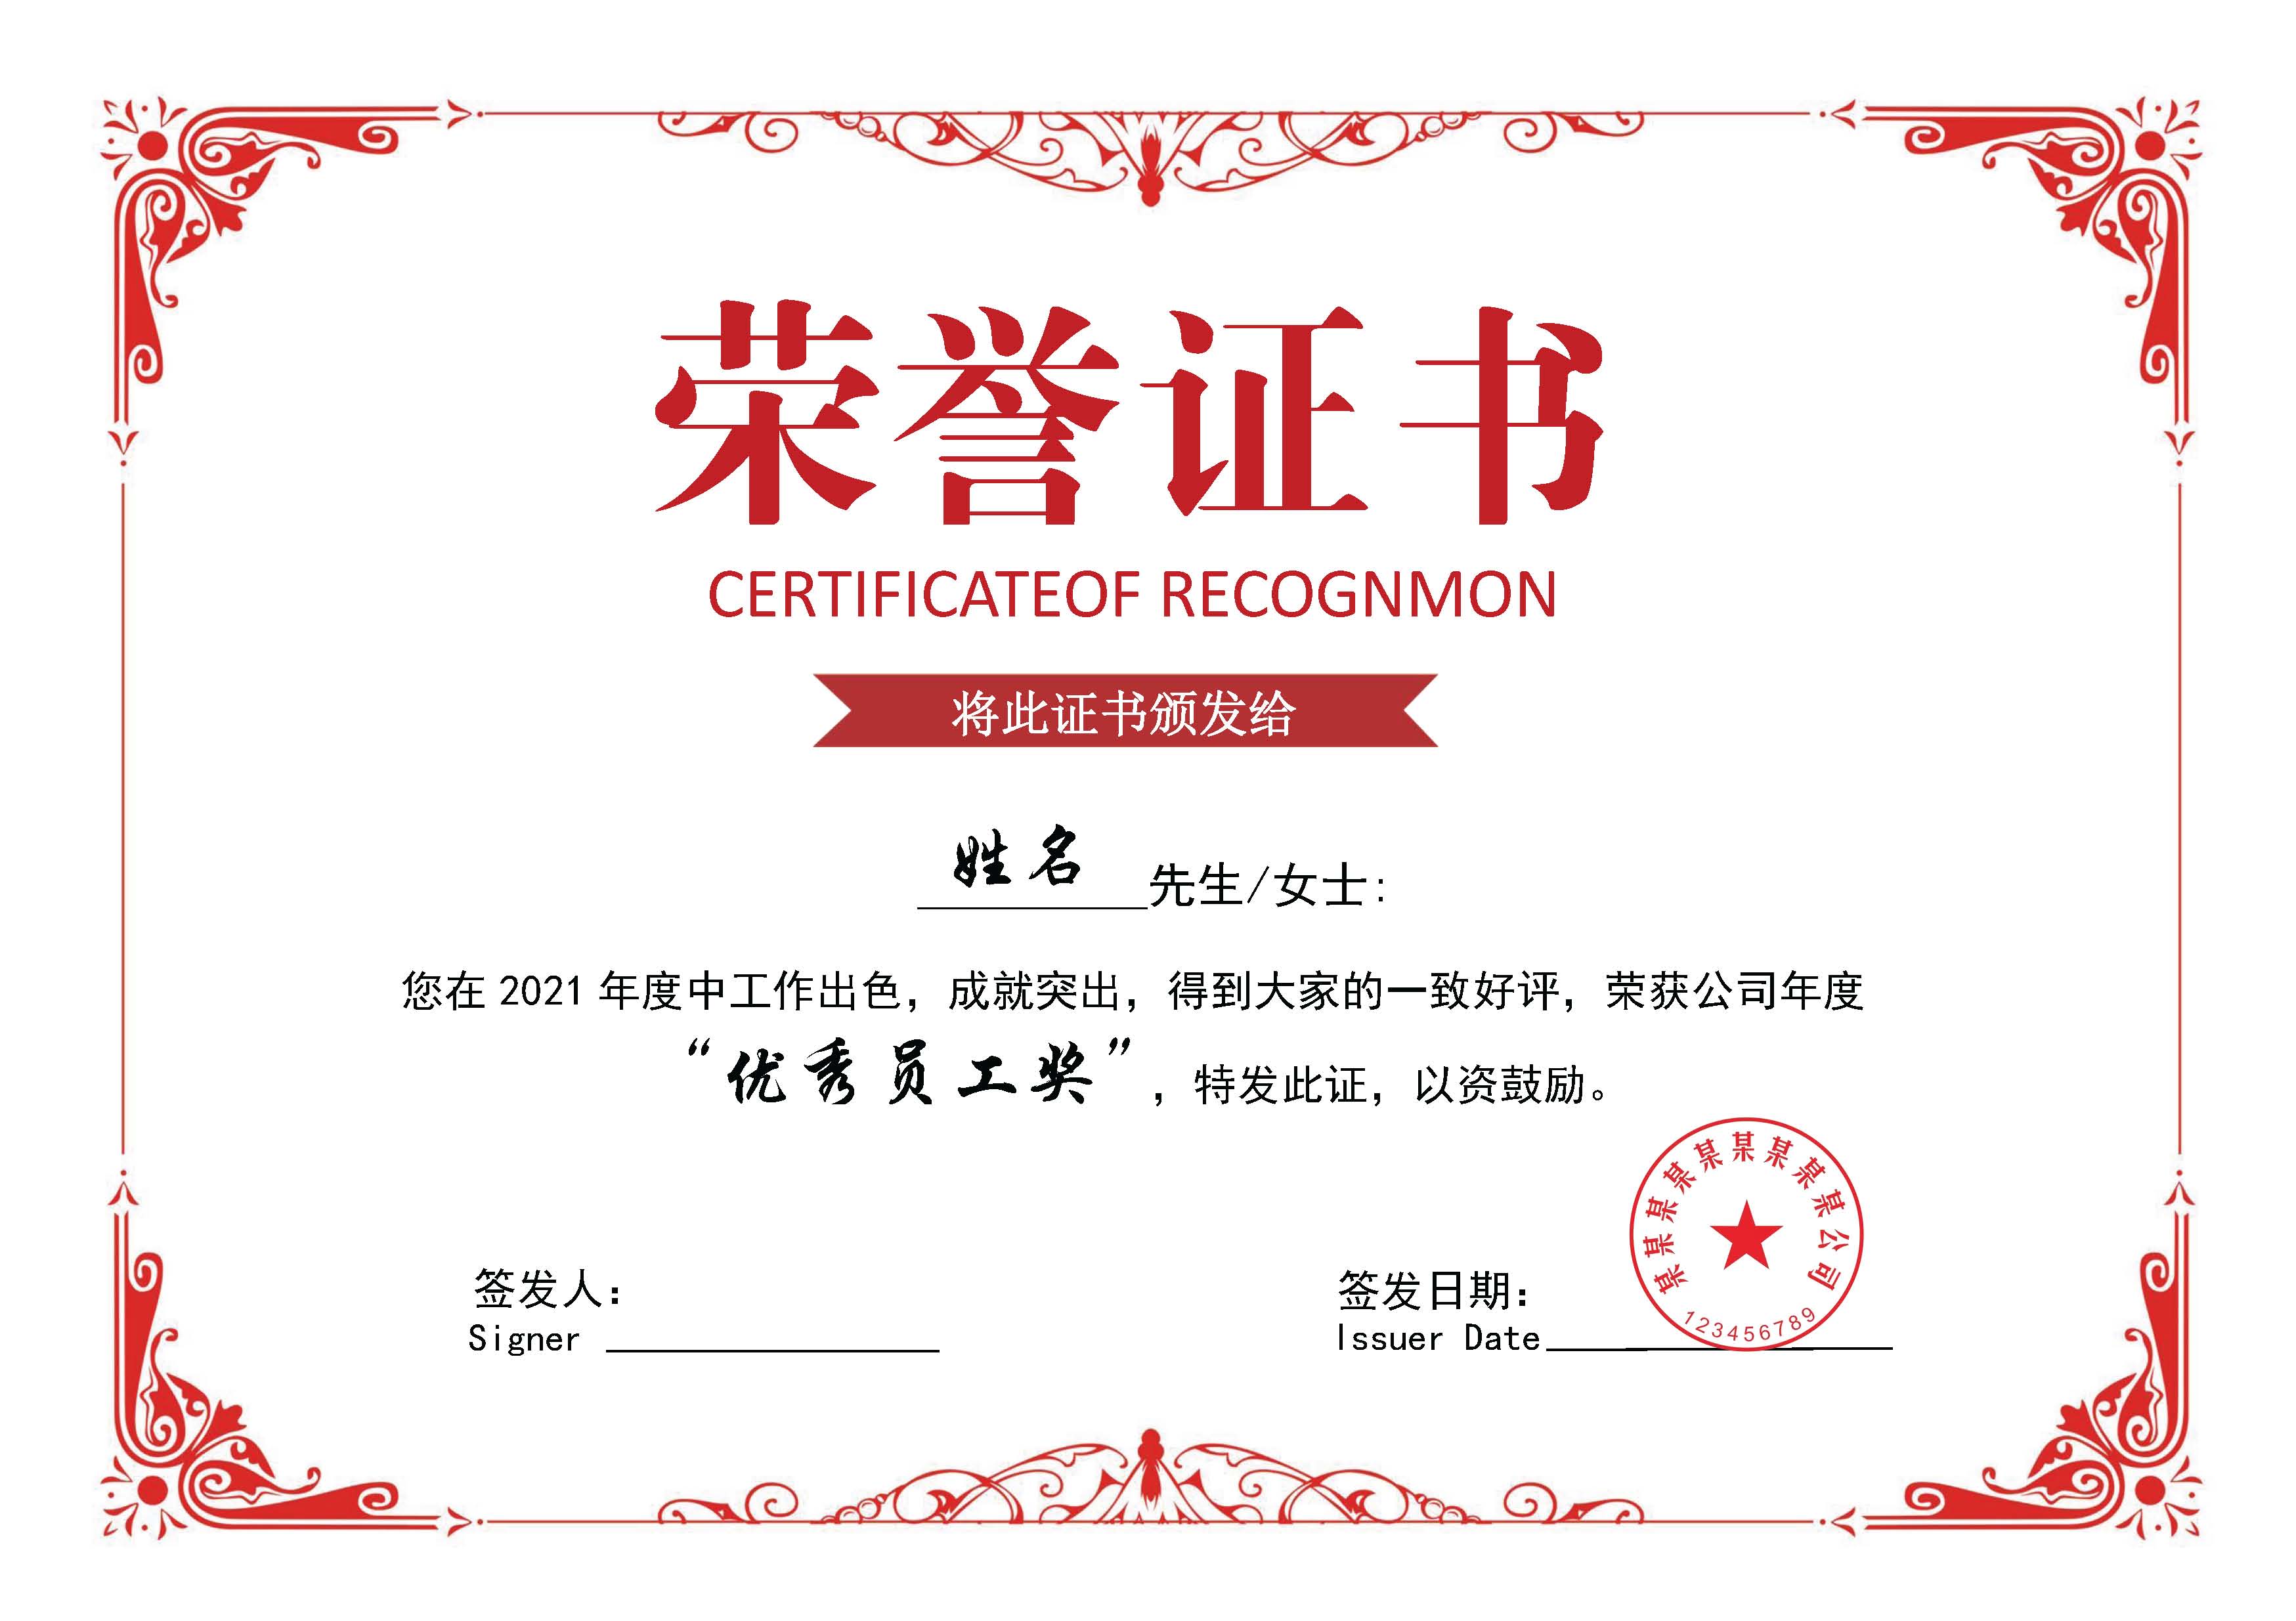 荣誉证书
CERTIFICATEOF RECOGNMON
将此证书颁发给
姓名先生/女士:
您在 2021 年度中工作出色，成就突出，得到大家的一致好评，荣获公司年度
“优秀员工奖”，特发此证，以资鼓励。
某某某某某某某某某公司
123456789
签发人：
Signer
签发日期：
Issuer Date